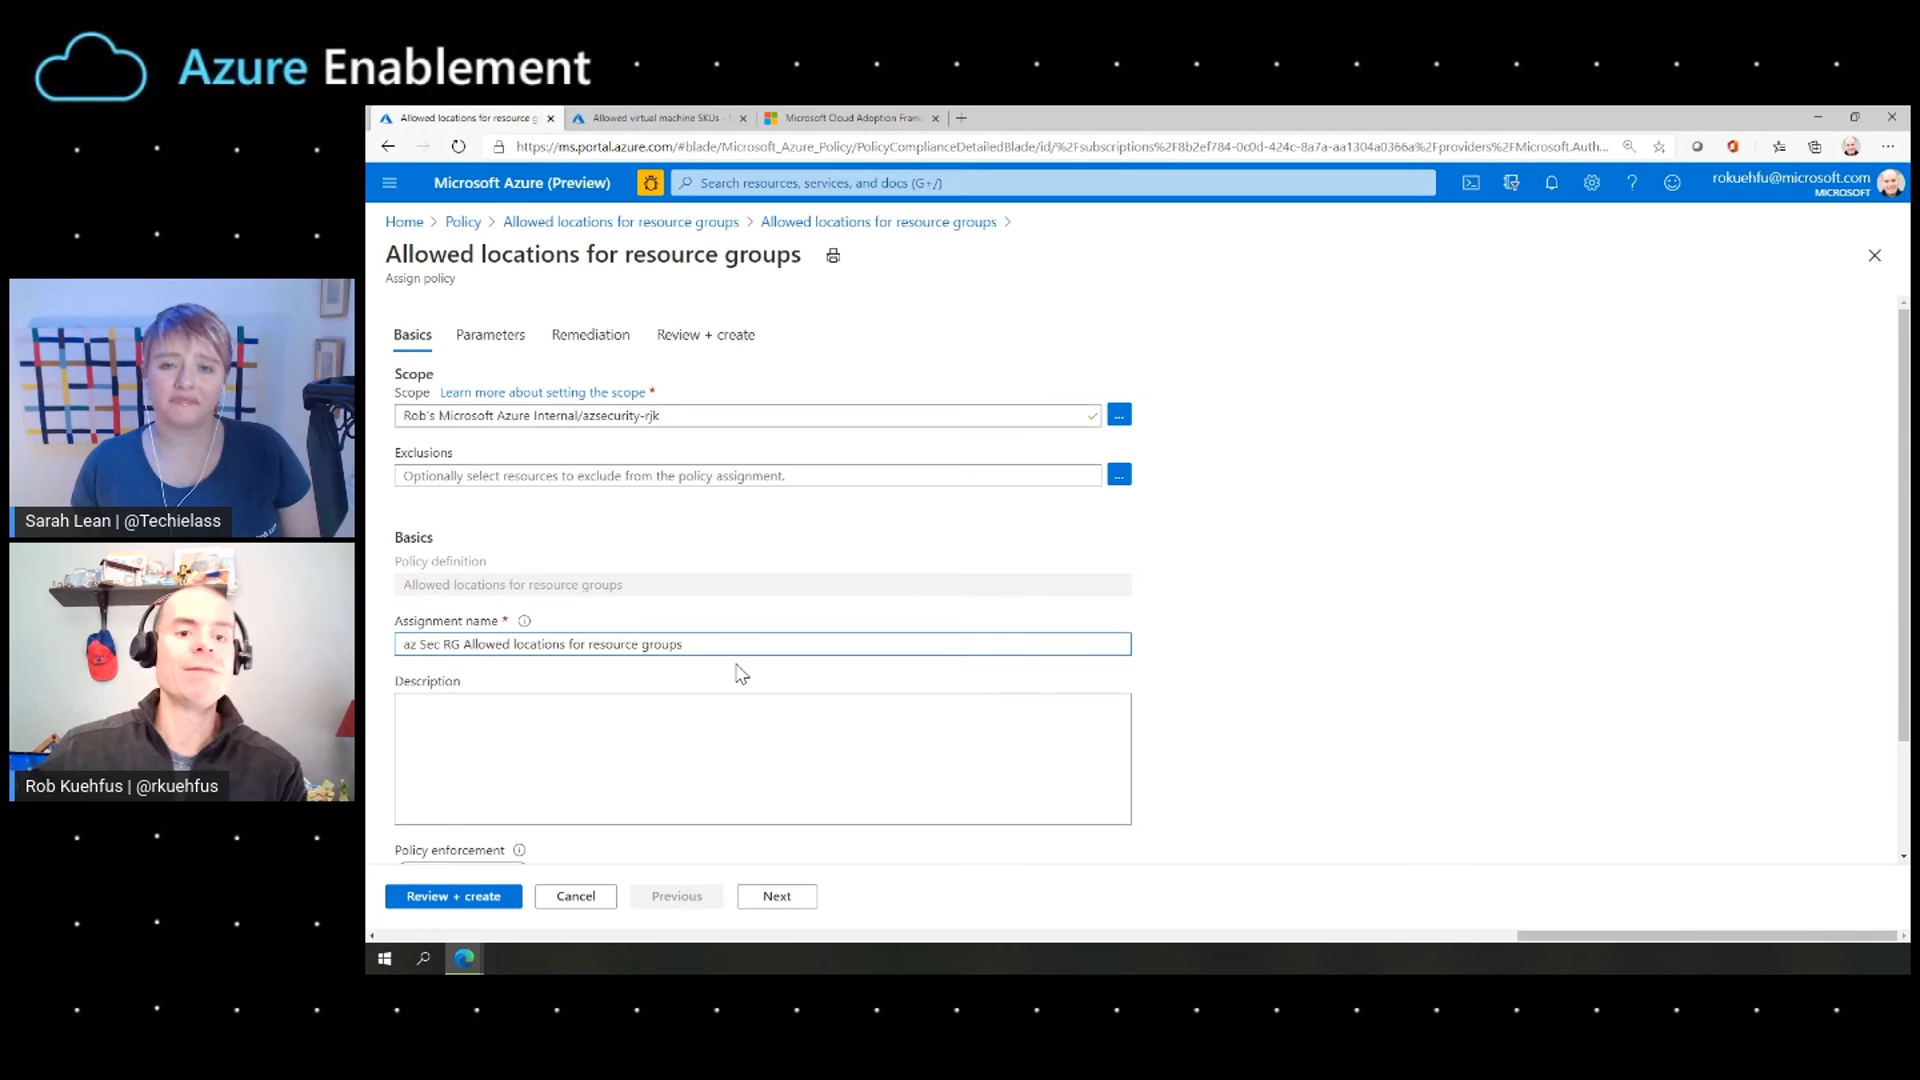 Azure Enablement
Allowed locations for resource g
Allowed virtual machine SKUs -
Microsoft Cloud Adoption Fram
https://ms.portal.azure.com/#blade/Microsoft_Azure_Policy/PolicyComplianceDetailedBlade/id/%2Fsubscriptions%2F8b2ef784-0c0d-424c-8a7a-aa1304a0366a%2Fproviders%2FMicrosoft.Auth...
Microsoft Azure (Preview)
Search resources, services, and docs (G+/)
rokuehfu@microsoft.com
MICROSOFT
Home > Policy > Allowed locations for resource groups > Allowed locations for resource groups >
Allowed locations for resource groups
Assign policy
Basics Parameters Remediation Review + create
Scope
Scope Learn more about setting the scope *
Rob's Microsoft Azure Internal/azsecurity-rjk
...
Exclusions
Optionally select resources to exclude from the policy assignment.
...
Basics
Policy definition
Allowed locations for resource groups
Assignment name *
az Sec RG Allowed locations for resource groups
Description
Policy enforcement
Review + create Cancel Previous Next
Sarah Lean | @Techielass
Rob Kuehfus | @rkuehfus